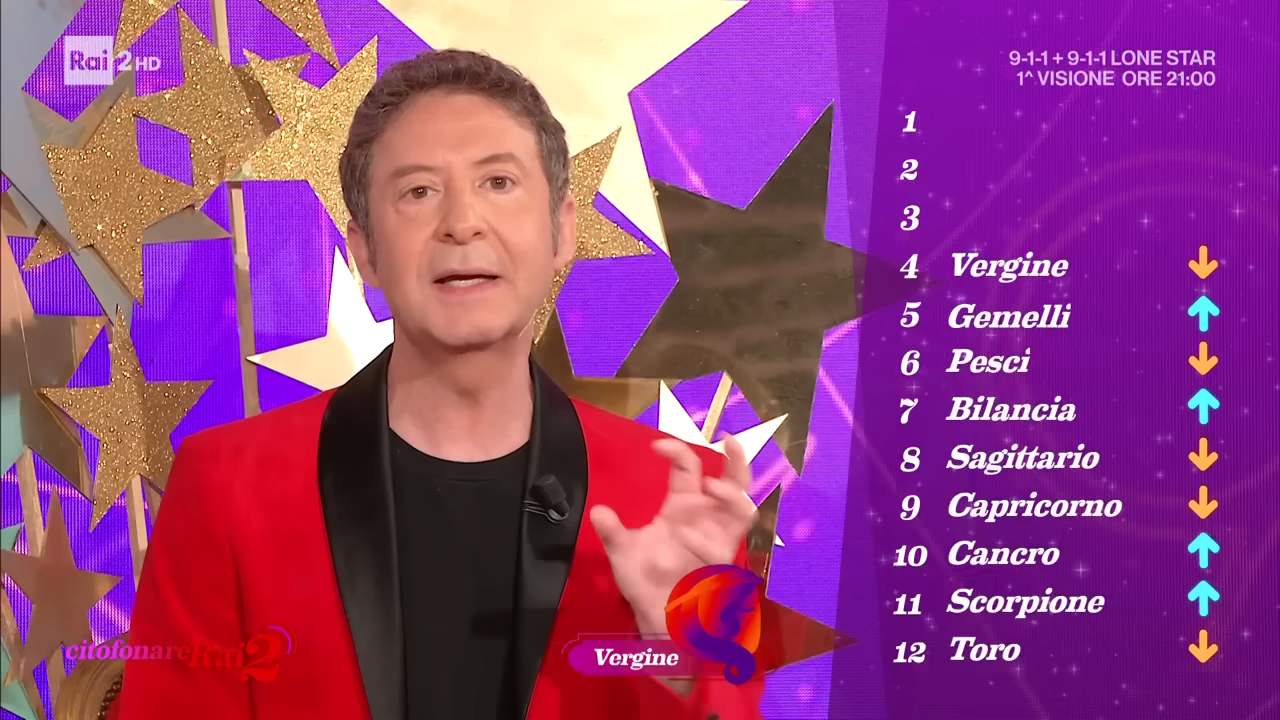 Rai 2 HD
9-1-1 + 9-1-1 LONE STAR
1^ VISIONE ORE 21:00
1
2
3
4 Vergine
5 Gemelli
6 Pesci
7 Bilancia
8 Sagittario
9 Capricorno
10 Cancro
11 Scorpione
12 Toro
citofonare Rai 2
Vergine